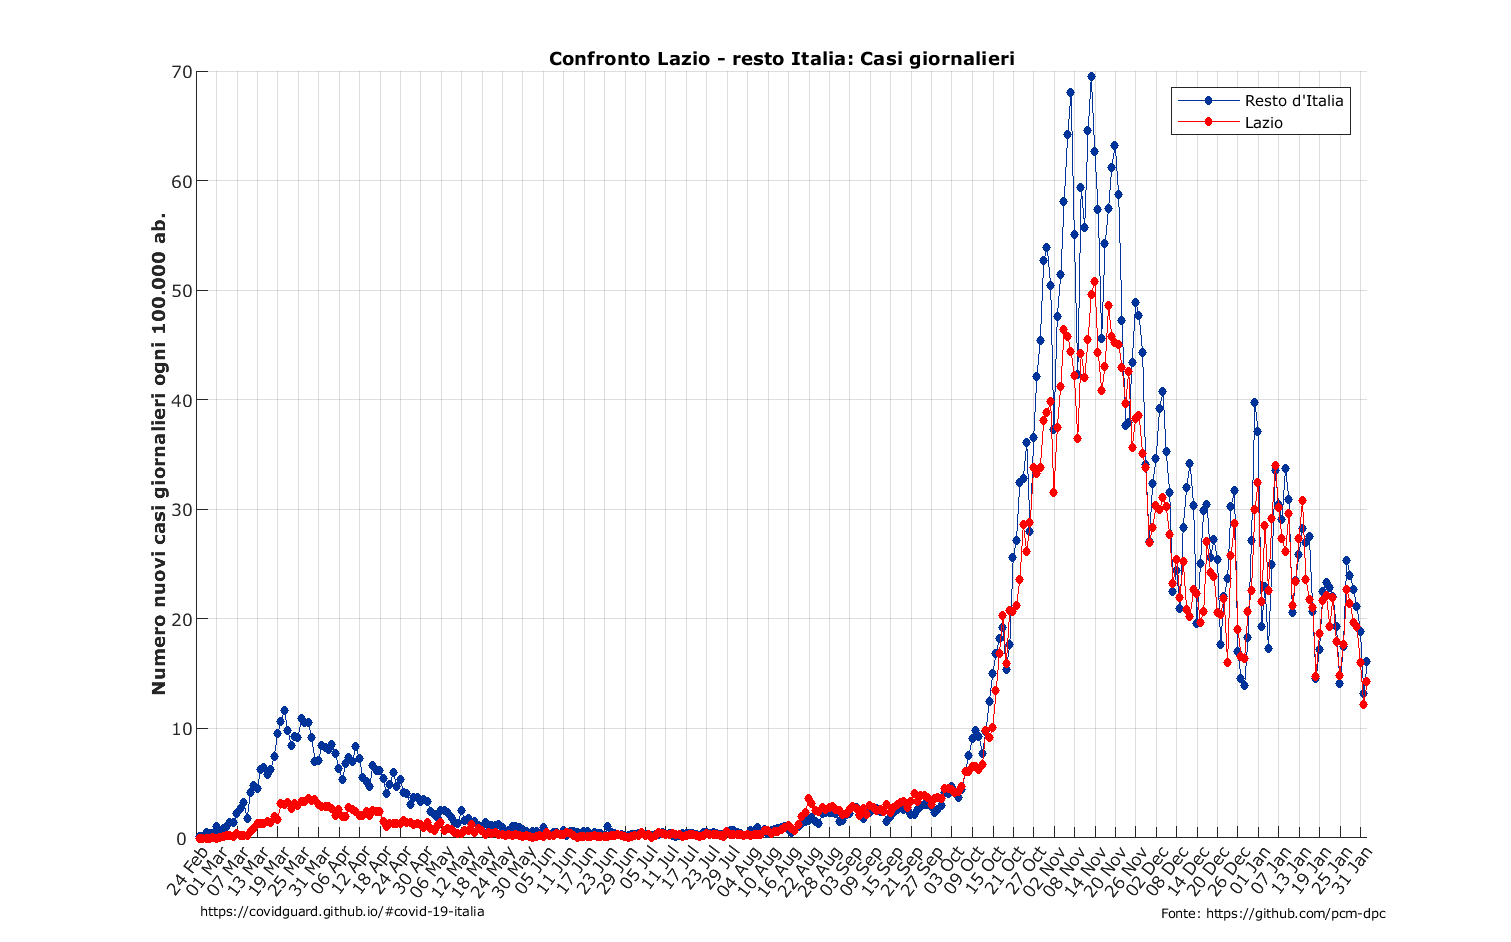 Confronto Lazio - resto Italia: Casi giornalieri
Numero nuovi casi giornalieri ogni 100.000 ab.
70
60
50
40
30
20
10
0
Resto d'Italia
Lazio
24 Feb
01 Mar
07 Mar
13 Mar
19 Mar
25 Mar
31 Mar
06 Apr
12 Apr
18 Apr
24 Apr
30 Apr
06 May
12 May
18 May
24 May
30 May
05 Jun
11 Jun
17 Jun
23 Jun
29 Jun
05 Jul
11 Jul
17 Jul
23 Jul
29 Jul
04 Aug
10 Aug
16 Aug
22 Aug
28 Aug
03 Sep
09 Sep
15 Sep
21 Sep
27 Sep
03 Oct
09 Oct
15 Oct
21 Oct
27 Oct
02 Nov
08 Nov
14 Nov
20 Nov
26 Nov
02 Dec
08 Dec
14 Dec
20 Dec
26 Dec
01 Jan
07 Jan
13 Jan
19 Jan
25 Jan
31 Jan
https://covidguard.github.io/#covid-19-italia
Fonte: https://github.com/pcm-dpc